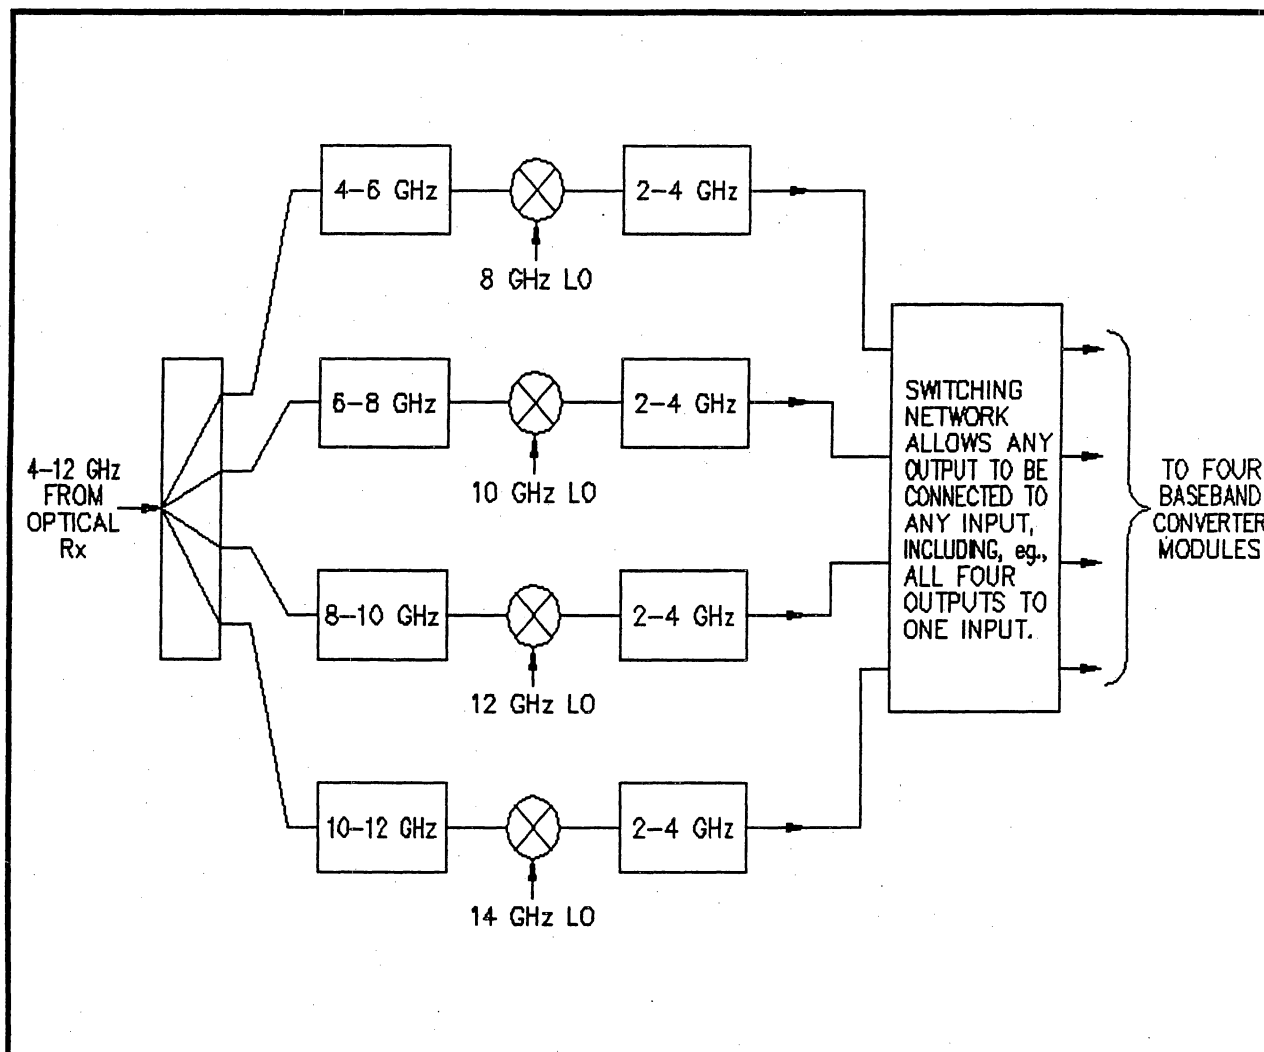 4-6 GHz
2-4 GHz
8 GHz LO
6-8 GHz
2-4 GHz
10 GHz LO
4-12 GHz
FROM
OPTICAL
Rx
8-10 GHz
2-4 GHz
12 GHz LO
10-12 GHz
2-4 GHz
14 GHz LO
SWITCHING
NETWORK
ALLOWS ANY
OUTPUT TO BE
CONNECTED TO
ANY INPUT,
INCLUDING, eg.,
ALL FOUR
OUTPUTS TO
ONE INPUT.
TO FOUR
BASEBAND
CONVERTER
MODULES